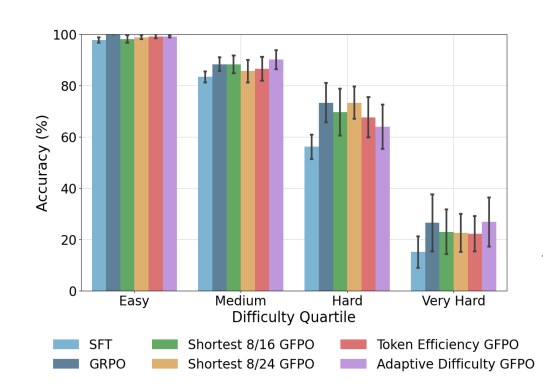 100
80
60
40
20
0
Accuracy (%)
Easy Medium Hard Very Hard
Difficulty Quartile
SFT Shortest 8/16 GFPO Token Efficiency GFPO
GRPO Shortest 8/24 GFPO Adaptive Difficulty GFPO